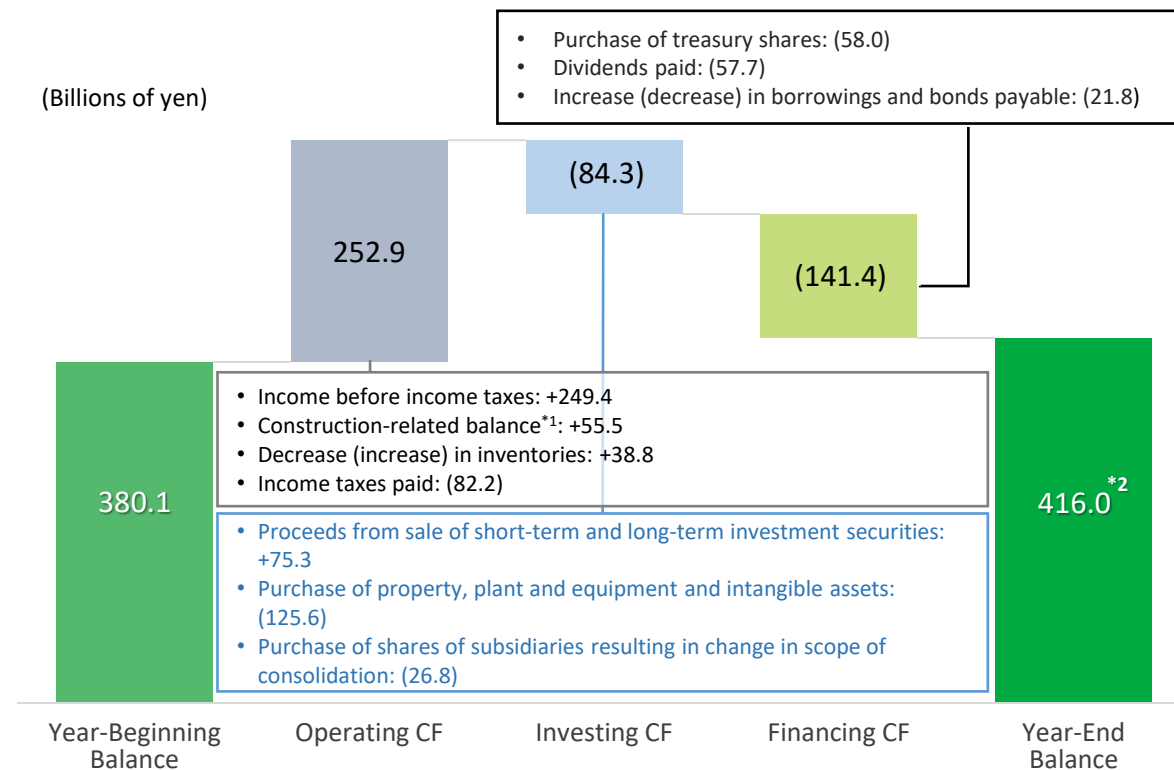 • Purchase of treasury shares: (58.0)
• Dividends paid: (57.7)
• Increase (decrease) in borrowings and bonds payable: (21.8)
(Billions of yen)
(84.3)
252.9
(141.4)
• Income before income taxes: +249.4
• Construction-related balance*1: +55.5
• Decrease (increase) in inventories: +38.8
• Income taxes paid: (82.2)
380.1
416.0*2
• Proceeds from sale of short-term and long-term investment securities:
+75.3
• Purchase of property, plant and equipment and intangible assets:
(125.6)
• Purchase of shares of subsidiaries resulting in change in scope of
consolidation: (26.8)
Year-Beginning
Balance
Operating CF
Investing CF
Financing CF
Year-End
Balance